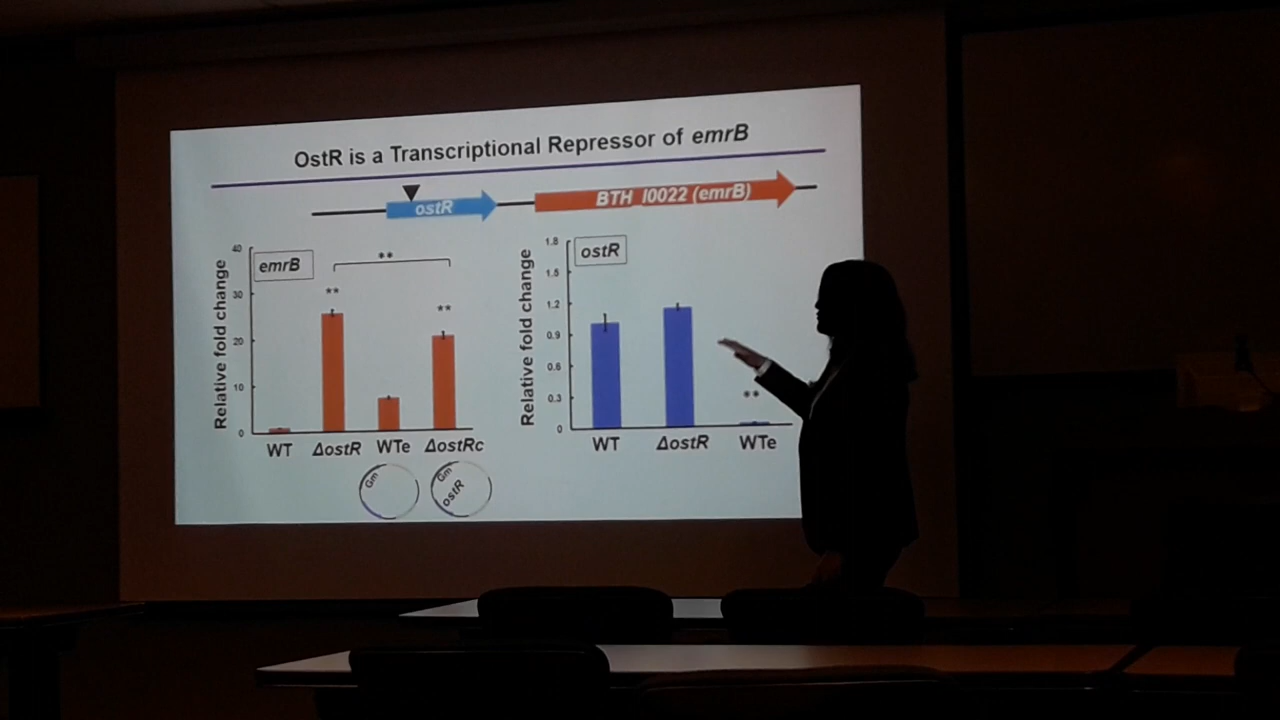 OstR is a Transcriptional Repressor of emrB
ostR
BTH_I0022 (emrB)
emrB
Relative fold change
40
30
20
10
0
**
**
**
WT
ΔostR
WTe
ΔostRc
Gm
Gm
ostR
ostR
Relative fold change
1.8
1.5
1.2
0.9
0.6
0.3
0
**
WT
ΔostR
WTe